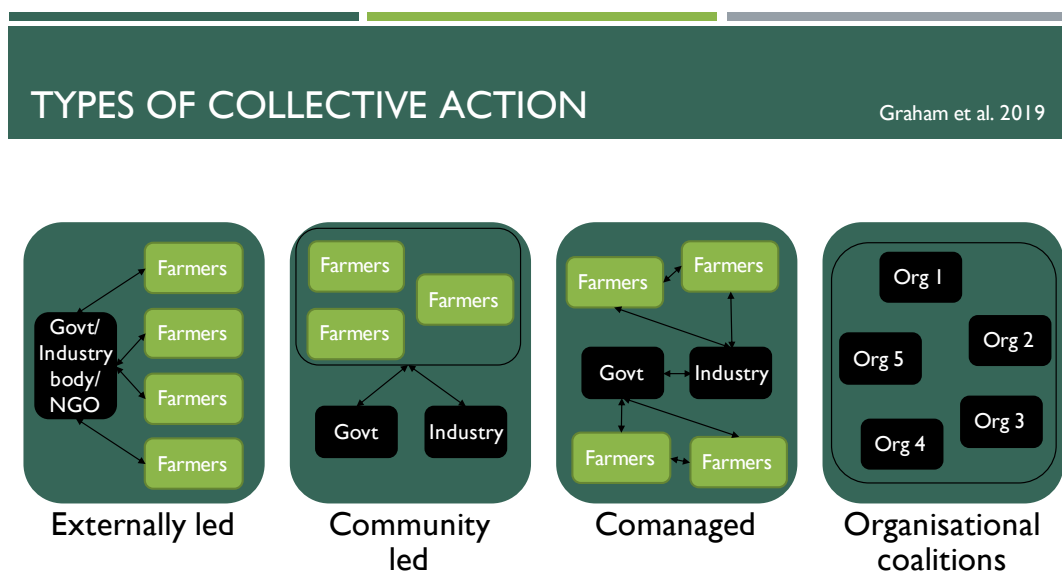 TYPES OF COLLECTIVE ACTION
Graham et al. 2019
Farmers
Farmers
Farmers
Farmers
Govt/
Industry
body/
NGO
Externally led
Farmers
Farmers
Farmers
Govt
Industry
Community
led
Farmers
Farmers
Govt
Industry
Farmers
Farmers
Comanaged
Org 1
Org 2
Org 5
Org 3
Org 4
Organisational
coalitions